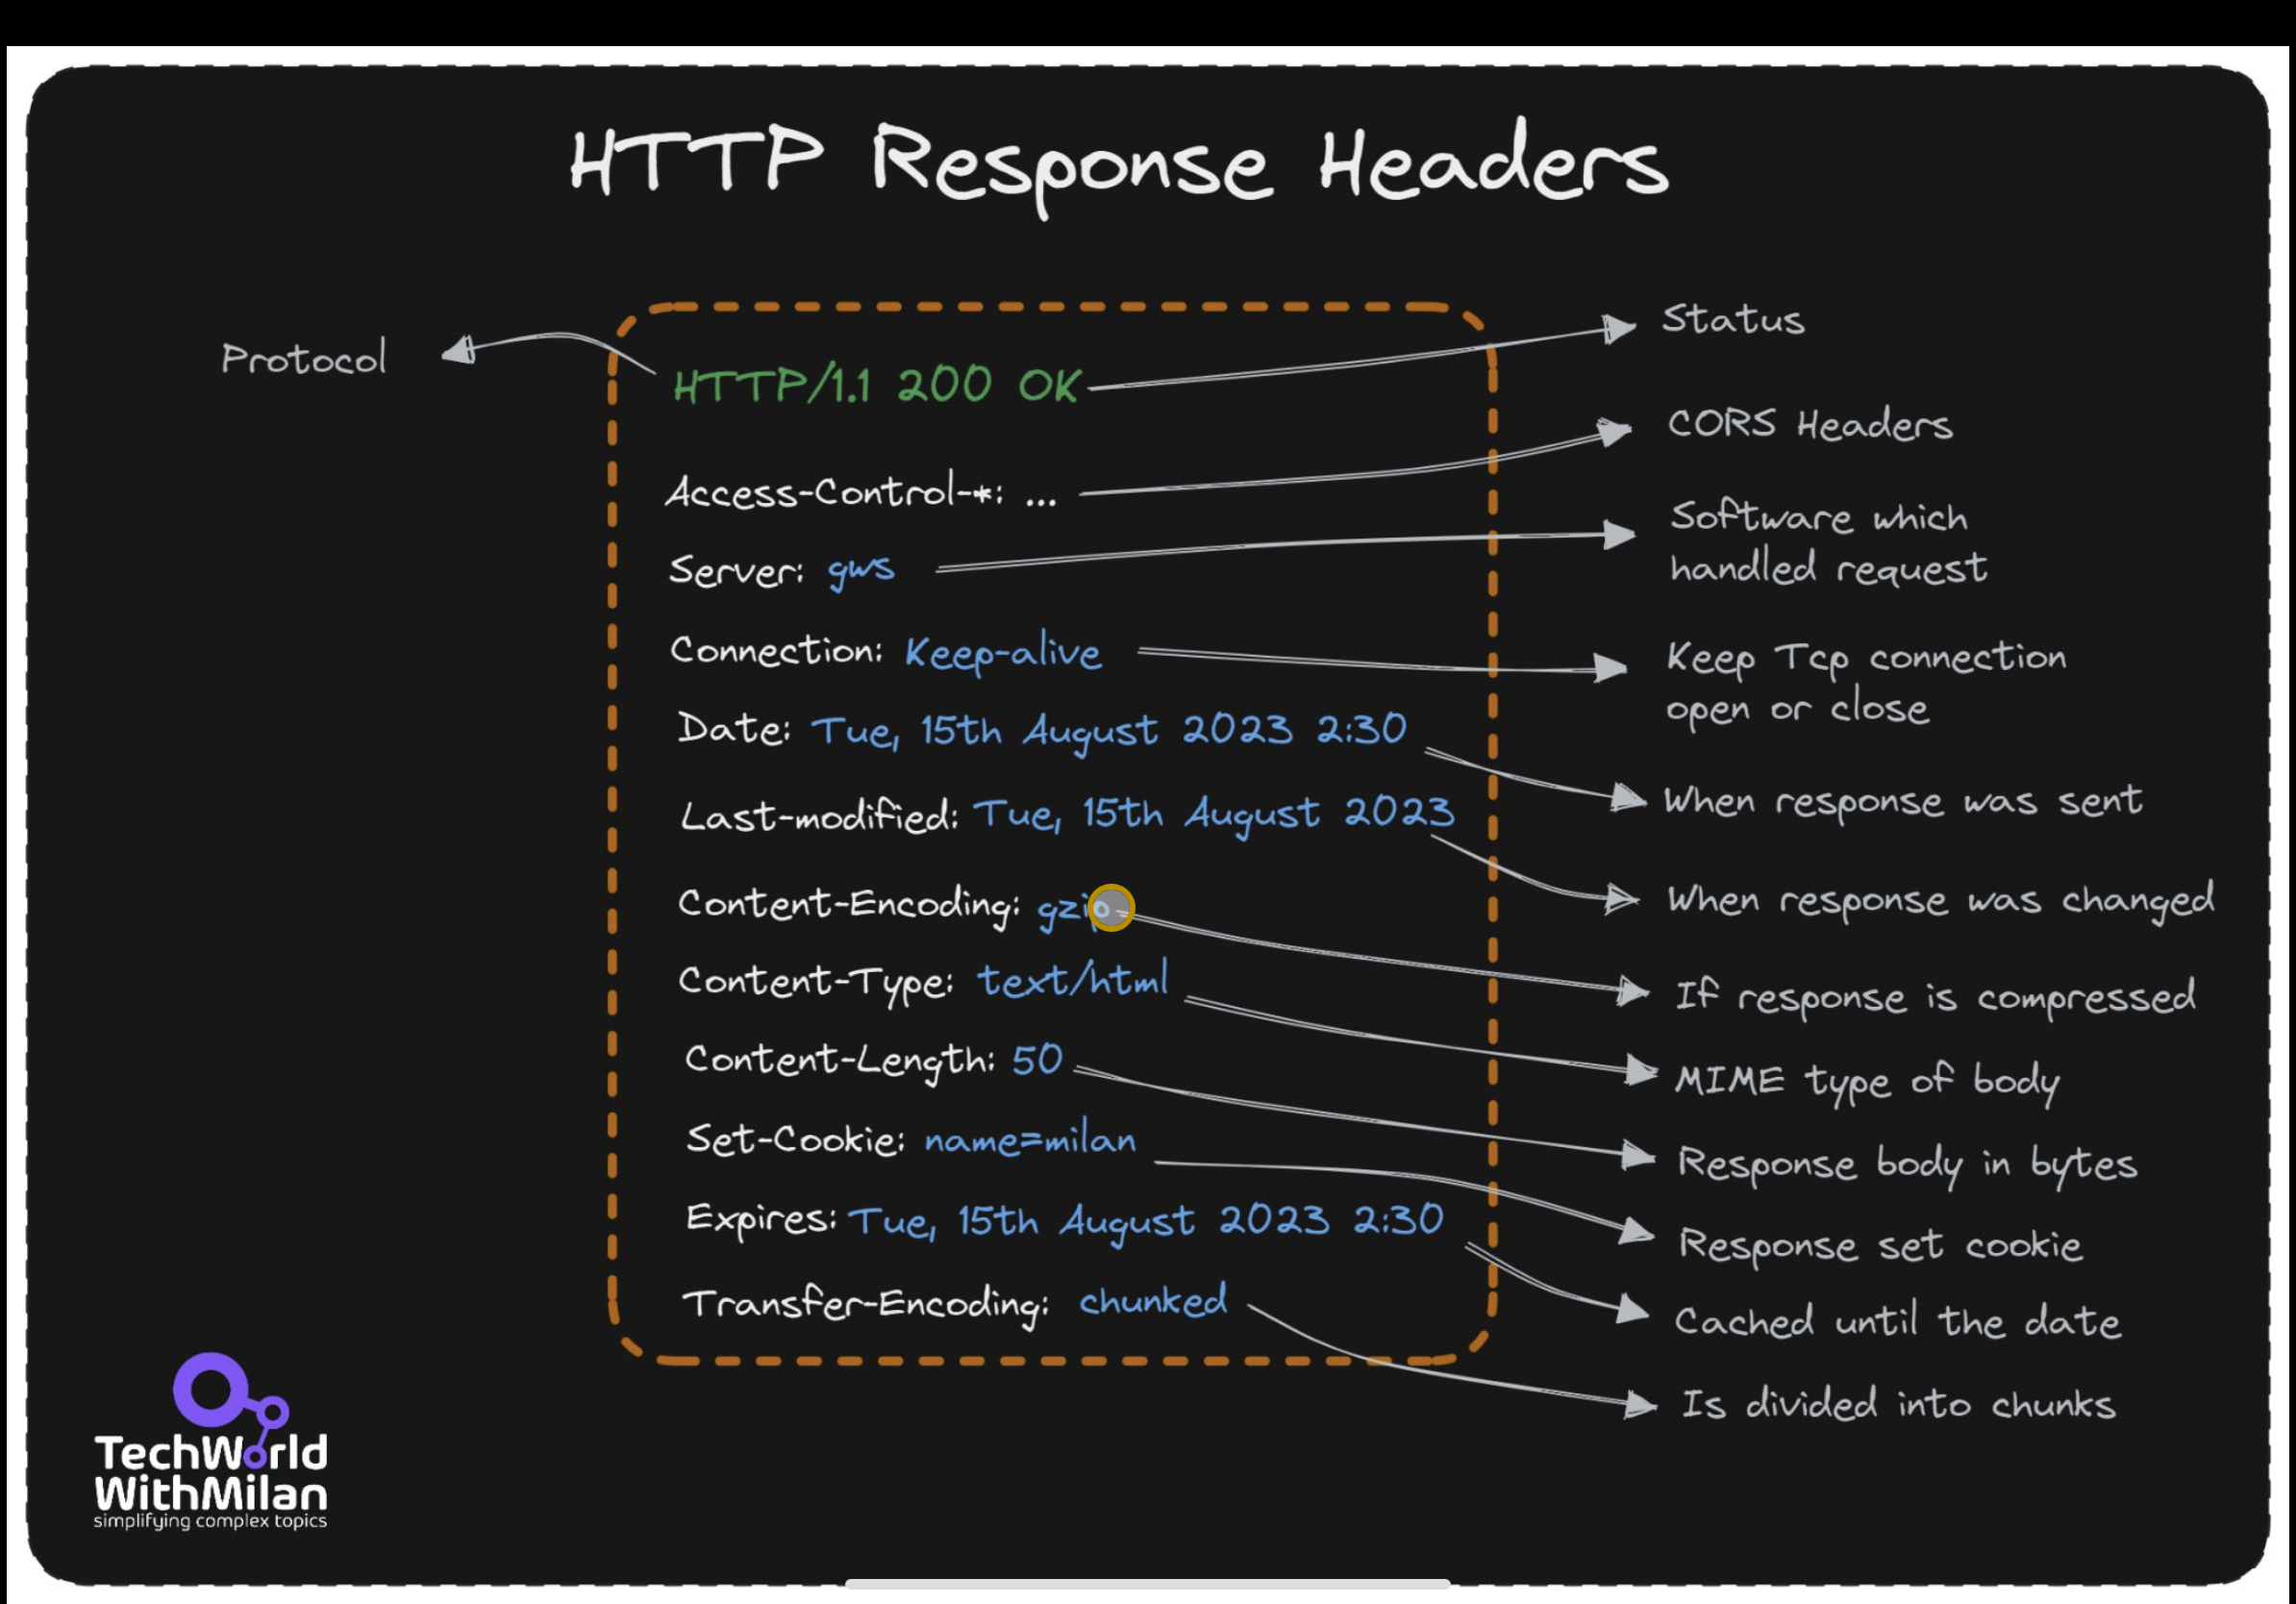 HTTP Response Headers
Protocol
HTTP/1.1 200 OK
Status
Access-Control-*: ...
CORS Headers
Server: gws
Software which
handled request
Connection: Keep-alive
Keep Tcp connection
open or close
Date: Tue, 15th August 2023 2:30
When response was sent
Last-modified: Tue, 15th August 2023
When response was changed
Content-Encoding: gzip
If response is compressed
Content-Type: text/html
MIME type of body
Content-Length: 50
Response body in bytes
Set-Cookie: name=milan
Response set cookie
Expires: Tue, 15th August 2023 2:30
Cached until the date
Transfer-Encoding: chunked
Is divided into chunks
TechWorld
WithMilan
simplifying complex topics